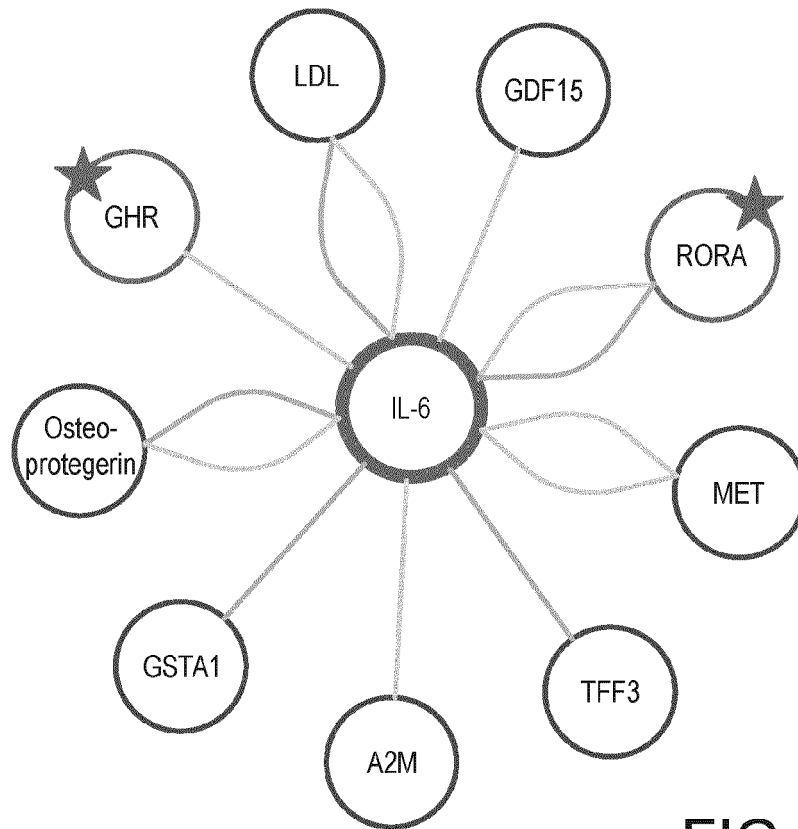 LDL
GDF15
GHR
RORA
IL-6
Osteo-
protegerin
MET
GSTA1
TFF3
A2M